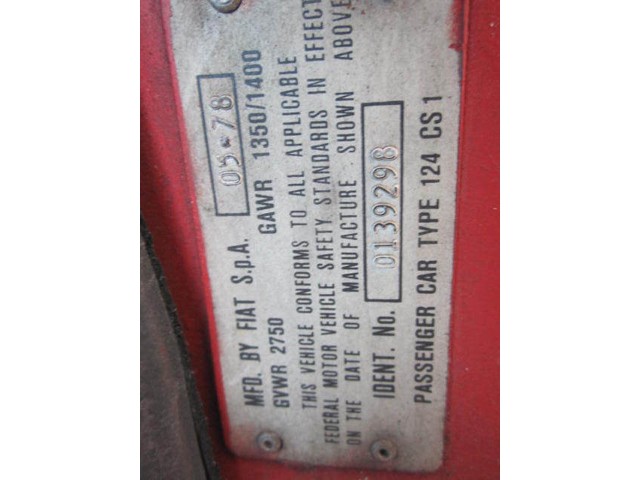 MFD. BY FIAT S.p.A. 05-78
GVWR 2750 GAWR 1350/1400
THIS VEHICLE CONFORMS TO ALL APPLICABLE
FEDERAL MOTOR VEHICLE SAFETY STANDARDS IN EFFECT
ON THE DATE OF MANUFACTURE SHOWN ABOVE
IDENT. No. 0139298
PASSENGER CAR TYPE 124 CS1